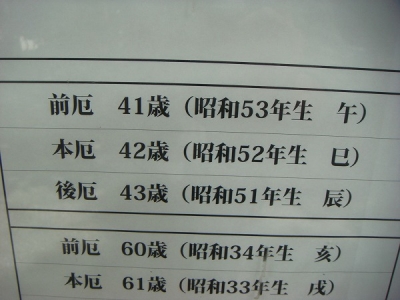 前厄　41歳（昭和53年生　午）
本厄　42歳（昭和52年生　巳）
後厄　43歳（昭和51年生　辰）
前厄　60歳（昭和34年生　亥）
本厄　61歳（昭和33年生　戌）